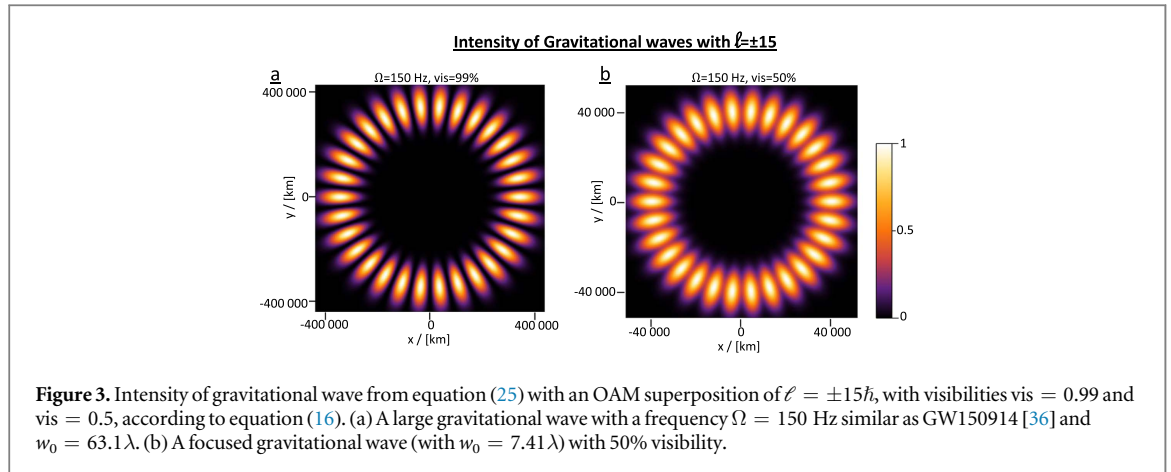 Intensity of Gravitational waves with ℓ=±15
a
Ω=150 Hz, vis=99%
400 000
0
-400 000
y / [km]
-400 000 0 400 000
x / [km]
b
Ω=150 Hz, vis=50%
40 000
0
-40 000
y / [km]
-40 000 0 40 000
x / [km]
1
0.5
0
Figure 3. Intensity of gravitational wave from equation (25) with an OAM superposition of ℓ = ±15ℏ, with visibilities vis = 0.99 and
vis = 0.5, according to equation (16). (a) A large gravitational wave with a frequency Ω = 150 Hz similar as GW150914 [36] and
w₀ = 63.1λ. (b) A focused gravitational wave (with w₀ = 7.41λ) with 50% visibility.